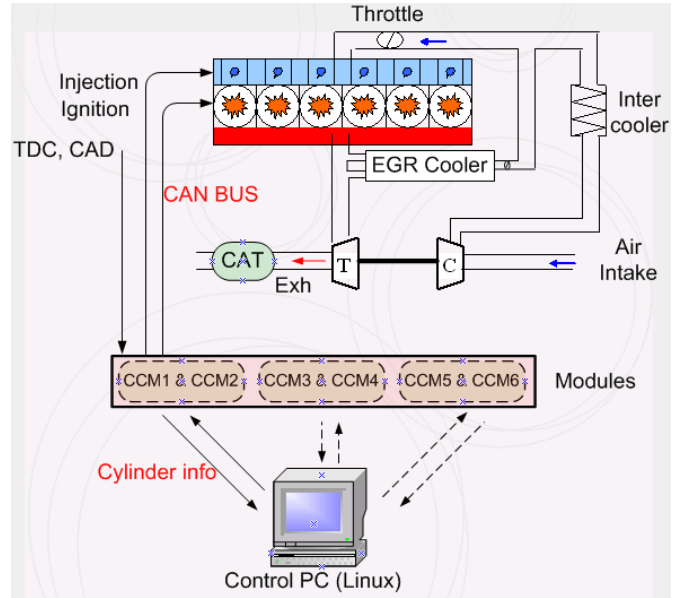 Throttle
Injection
Ignition
Inter
cooler
TDC, CAD
EGR Cooler
CAN BUS
CAT
T
C
Air
Intake
Exh
CCM1 & CCM2
CCM3 & CCM4
CCM5 & CCM6
Modules
Cylinder info
Control PC (Linux)